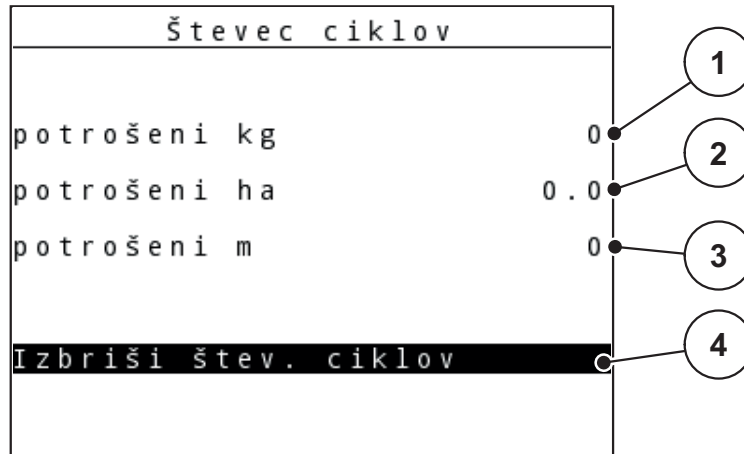 Števec ciklov
1
potrošeni kg 0
2
potrošeni ha 0.0
potrošeni m 0
3
Izbriši štev. ciklov
4